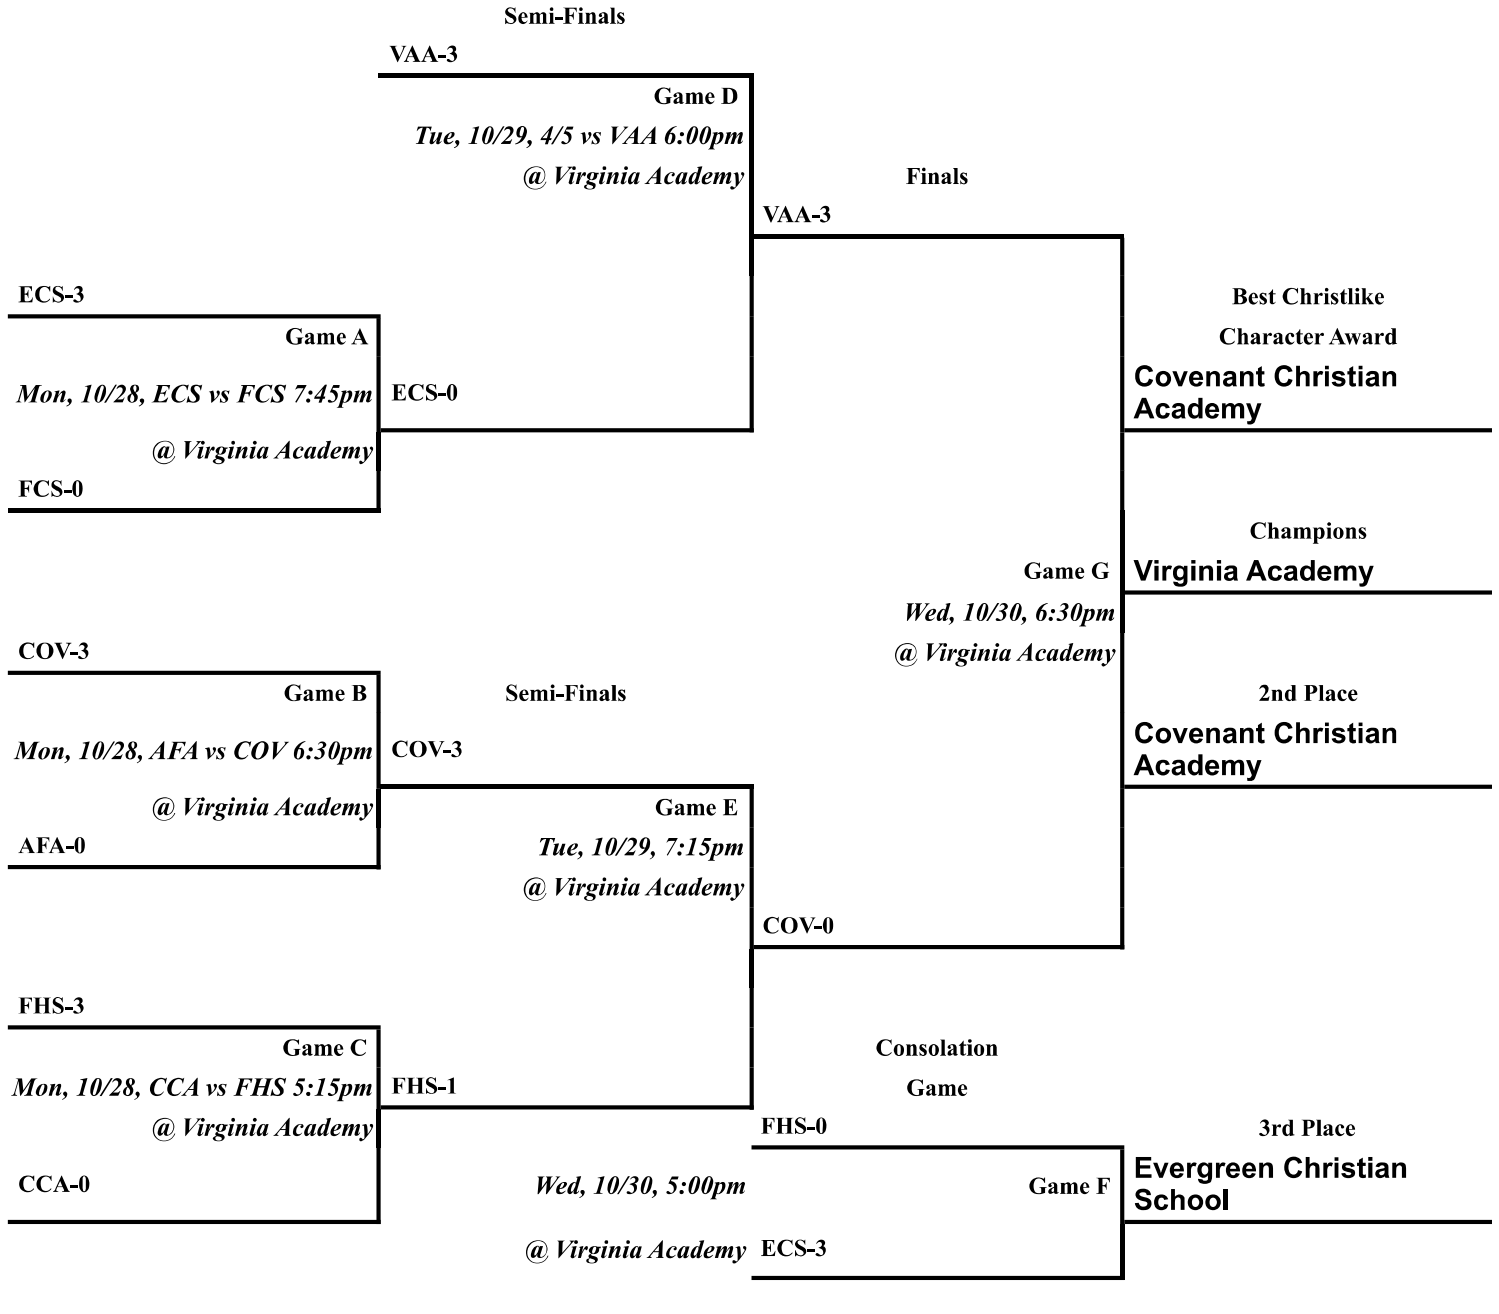 Semi-Finals
VAA-3
Game D
Tue, 10/29, 4/5 vs VAA 6:00pm
@ Virginia Academy
Finals
VAA-3
ECS-3
Game A
Mon, 10/28, ECS vs FCS 7:45pm
@ Virginia Academy
FCS-0
ECS-0
Best Christlike
Character Award
Covenant Christian
Academy
Champions
Virginia Academy
Game G
Wed, 10/30, 6:30pm
@ Virginia Academy
2nd Place
Covenant Christian
Academy
COV-3
Game B
Mon, 10/28, AFA vs COV 6:30pm
@ Virginia Academy
AFA-0
Semi-Finals
COV-3
Game E
Tue, 10/29, 7:15pm
@ Virginia Academy
COV-0
FHS-3
Game C
Mon, 10/28, CCA vs FHS 5:15pm
@ Virginia Academy
CCA-0
FHS-1
Consolation
Game
FHS-0
Wed, 10/30, 5:00pm
Game F
@ Virginia Academy
ECS-3
3rd Place
Evergreen Christian
School